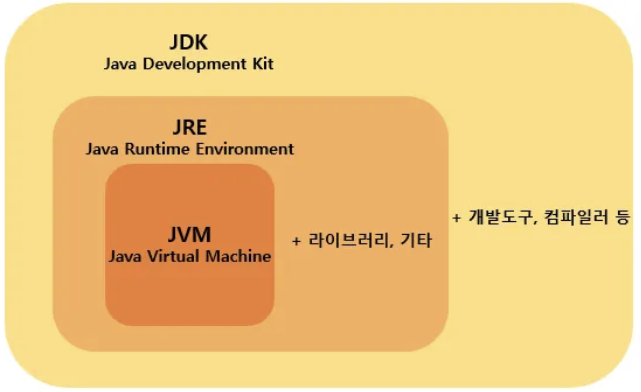 JDK
Java Development Kit
JRE
Java Runtime Environment
JVM
Java Virtual Machine
+ 라이브러리, 기타
+ 개발도구, 컴파일러 등